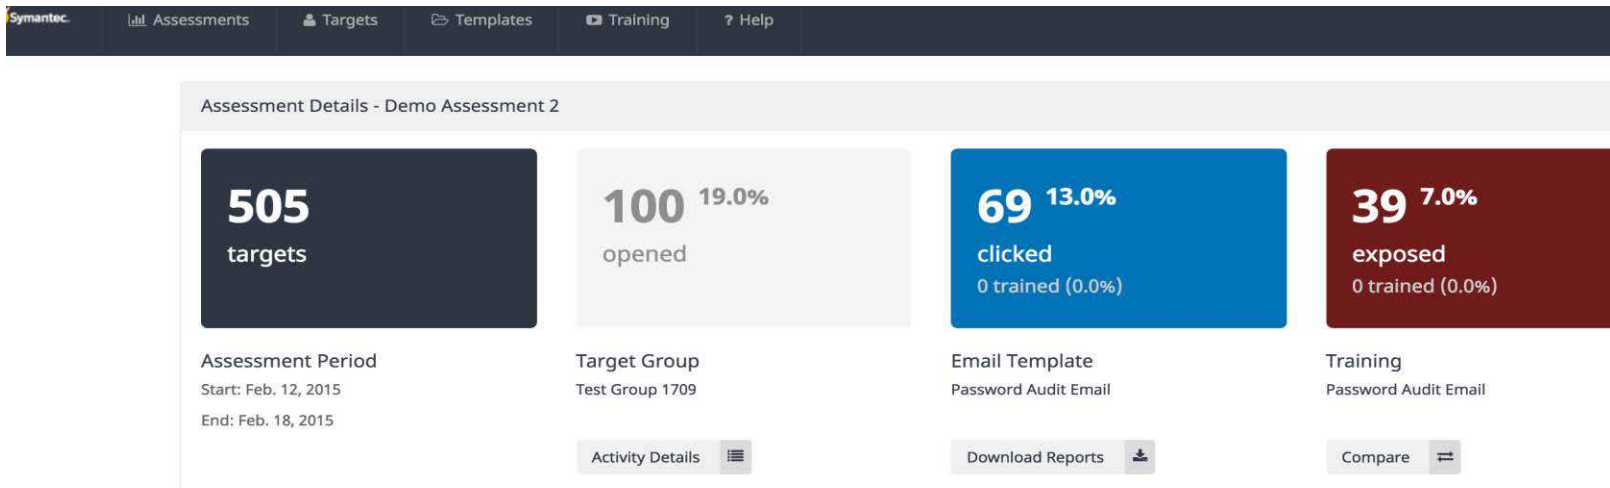 Symantec. Assessments Targets Templates Training ? Help
Assessment Details - Demo Assessment 2
505
targets
100 19.0%
opened
69 13.0%
clicked
0 trained (0.0%)
39 7.0%
exposed
0 trained (0.0%)
Assessment Period
Start: Feb. 12, 2015
End: Feb. 18, 2015
Target Group
Test Group 1709
Activity Details
Email Template
Password Audit Email
Download Reports
Training
Password Audit Email
Compare